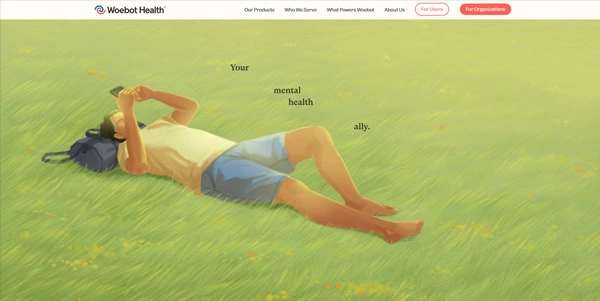 Woebot Health
Our Products Who We Serve What Powers Woebot About Us For Users For Organizations
Your
mental
health
ally.